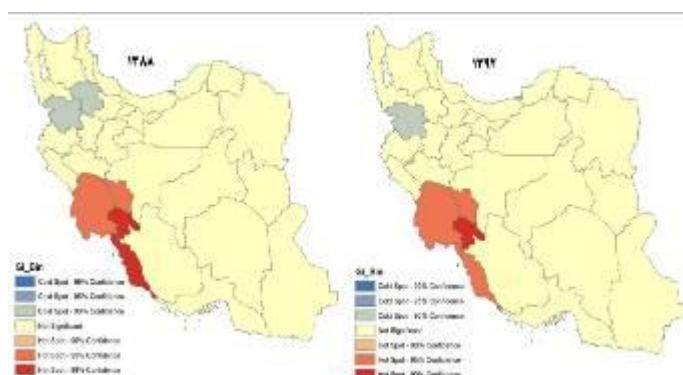 ۱۳۸۸
Gi_Bin
Cold Spot - 99% Confidence
Cold Spot - 95% Confidence
Cold Spot - 90% Confidence
Not Significant
Hot Spot - 90% Confidence
Hot Spot - 95% Confidence
Hot Spot - 99% Confidence
۱۳۹۲
Gi_Bin
Cold Spot - 99% Confidence
Cold Spot - 95% Confidence
Cold Spot - 90% Confidence
Not Significant
Hot Spot - 90% Confidence
Hot Spot - 95% Confidence
Hot Spot - 99% Confidence